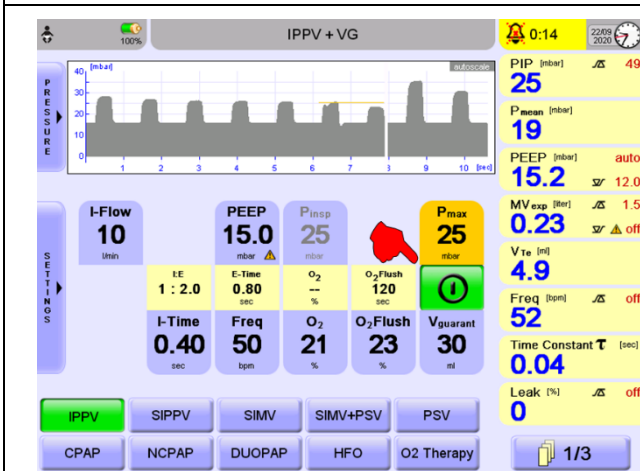 100%
IPPV + VG
0:14
22/09
2020
PRESSURE
[mbar]
autoscale
40
30
20
10
0
1 2 3 4 5 6 7 8 9 10 [sec]
PIP [mbar] 49
25
Pmean [mbar]
19
PEEP [mbar] auto
15.2 12.0
MVexp [liter] 1.5
0.23 off
VTe [ml]
4.9
Freq [bpm] off
52
Time Constant τ [sec]
0.04
Leak [%] off
0
SETTINGS
I-Flow PEEP Pinsp Pmax
10 15.0 25 25
l/min mbar mbar mbar
I:E E-Time O2 O2Flush
1 : 2.0 0.80 -- 120
sec % sec
I-Time Freq O2 O2Flush Vguarant
0.40 50 21 23 30
sec bpm % % ml
IPPV SIPPV SIMV SIMV+PSV PSV
CPAP NCPAP DUOPAP HFO O2 Therapy
1/3